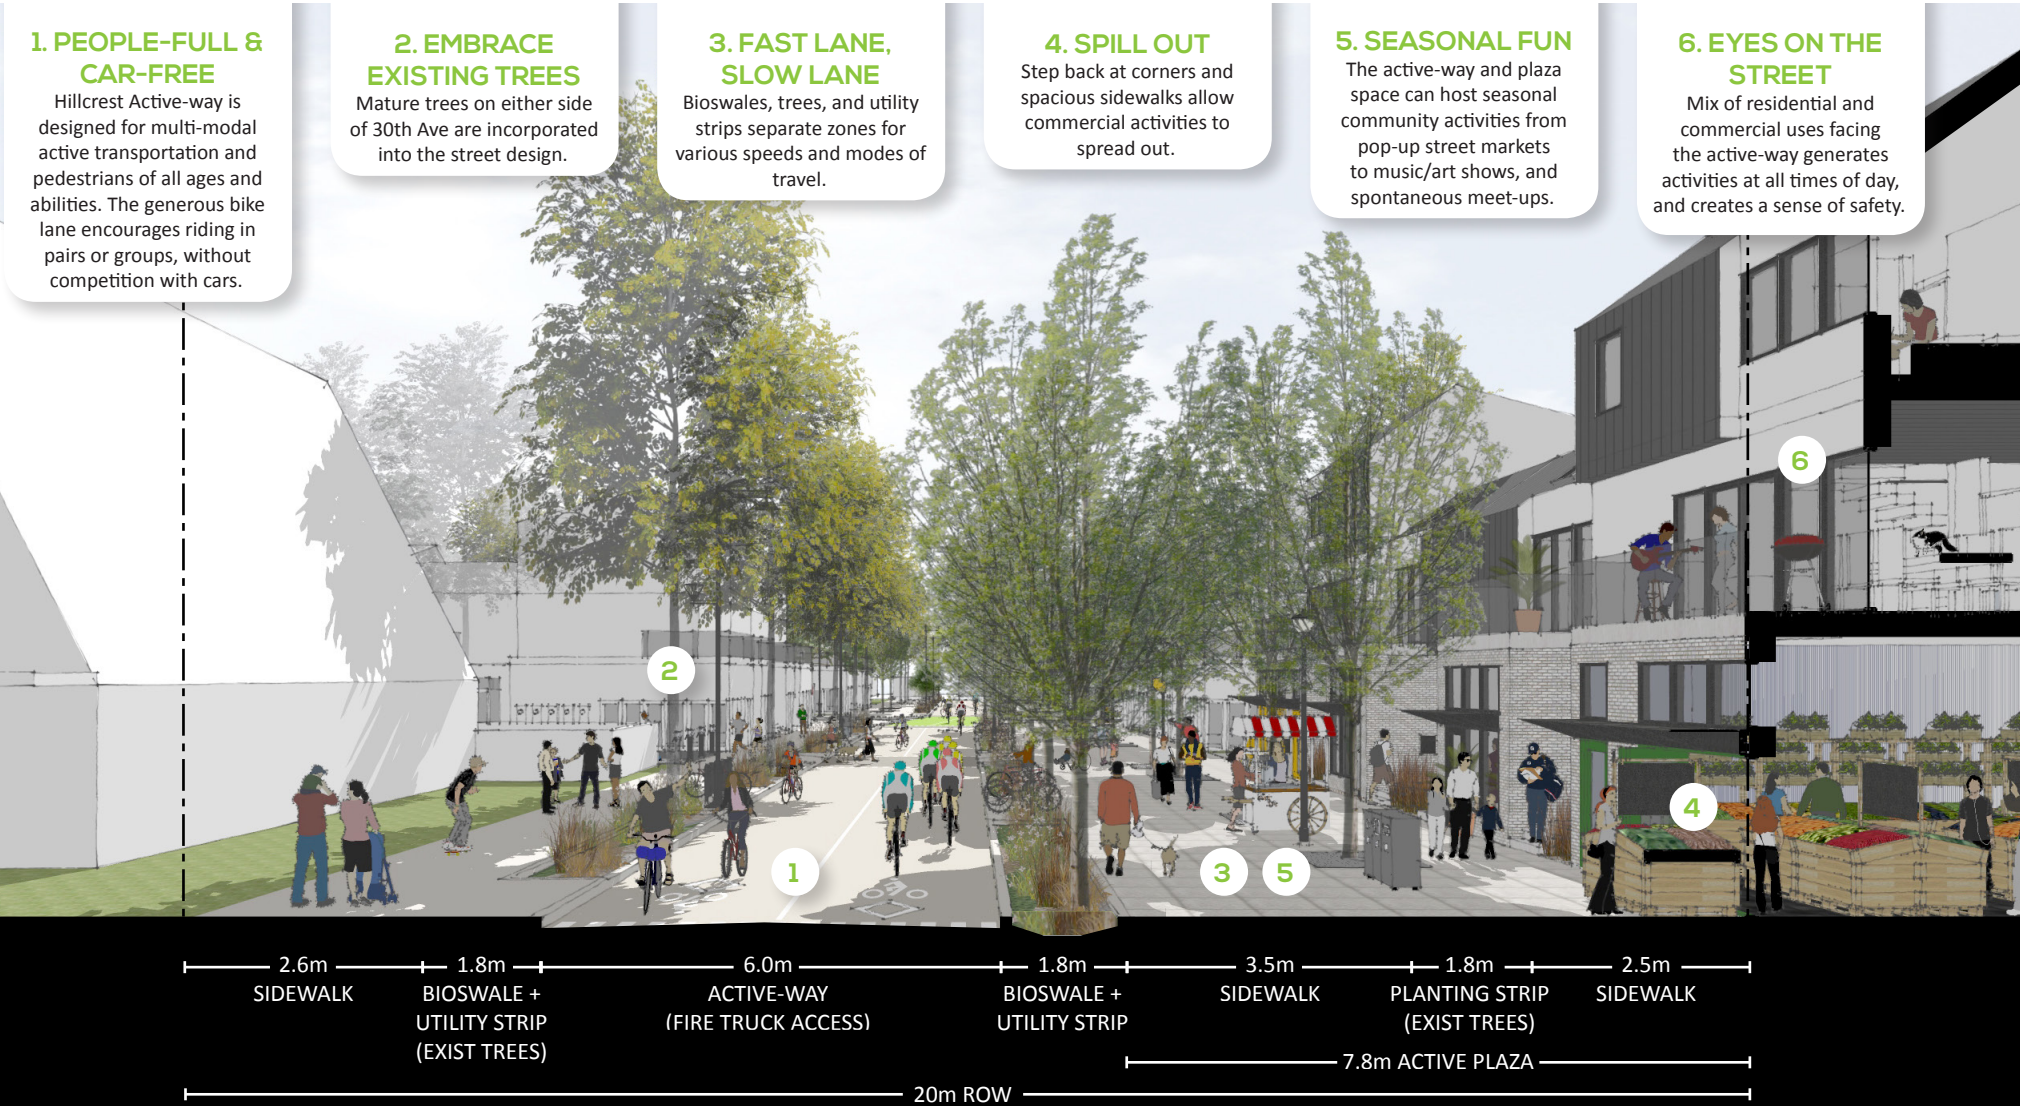 1. PEOPLE-FULL &
CAR-FREE
Hillcrest Active-way is
designed for multi-modal
active transportation and
pedestrians of all ages and
abilities. The generous bike
lane encourages riding in
pairs or groups, without
competition with cars.
2. EMBRACE
EXISTING TREES
Mature trees on either side
of 30th Ave are incorporated
into the street design.
3. FAST LANE,
SLOW LANE
Bioswales, trees, and utility
strips separate zones for
various speeds and modes of
travel.
4. SPILL OUT
Step back at corners and
spacious sidewalks allow
commercial activities to
spread out.
5. SEASONAL FUN
The active-way and plaza
space can host seasonal
community activities from
pop-up street markets
to music/art shows, and
spontaneous meet-ups.
6. EYES ON THE
STREET
Mix of residential and
commercial uses facing
the active-way generates
activities at all times of day,
and creates a sense of safety.
6
2
4
1
3
5
2.6m
SIDEWALK
1.8m
BIOSWALE +
UTILITY STRIP
(EXIST TREES)
6.0m
ACTIVE-WAY
(FIRE TRUCK ACCESS)
1.8m
BIOSWALE +
UTILITY STRIP
3.5m
SIDEWALK
1.8m
PLANTING STRIP
(EXIST TREES)
2.5m
SIDEWALK
7.8m ACTIVE PLAZA
20m ROW